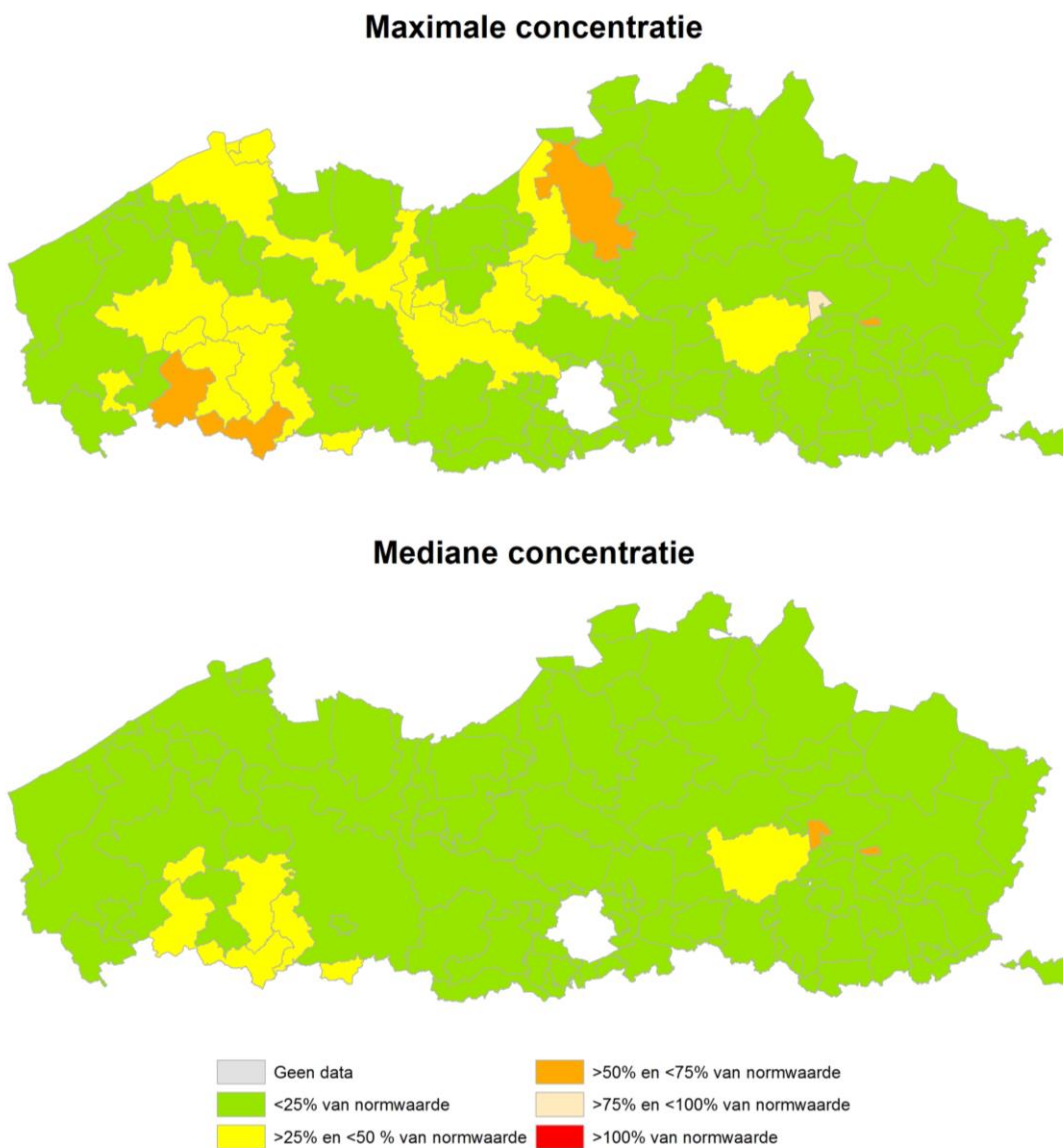 Maximale concentratie
Mediane concentratie
Geen data
<25% van normwaarde
>25% en <50 % van normwaarde
>50% en <75% van normwaarde
>75% en <100% van normwaarde
>100% van normwaarde